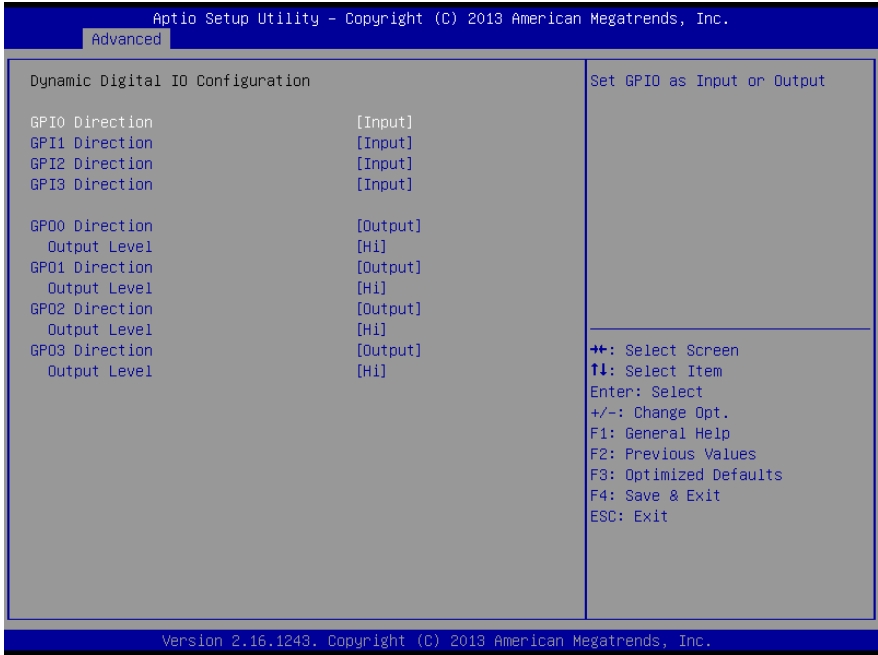 Aptio Setup Utility – Copyright (C) 2013 American Megatrends, Inc.
Advanced
Dynamic Digital IO Configuration
GPI0 Direction [Input]
GPI1 Direction [Input]
GPI2 Direction [Input]
GPI3 Direction [Input]
GPO0 Direction [Output]
Output Level [Hi]
GPO1 Direction [Output]
Output Level [Hi]
GPO2 Direction [Output]
Output Level [Hi]
GPO3 Direction [Output]
Output Level [Hi]
Set GPIO as Input or Output
→←: Select Screen
↑↓: Select Item
Enter: Select
+/-: Change Opt.
F1: General Help
F2: Previous Values
F3: Optimized Defaults
F4: Save & Exit
ESC: Exit
Version 2.16.1243. Copyright (C) 2013 American Megatrends, Inc.